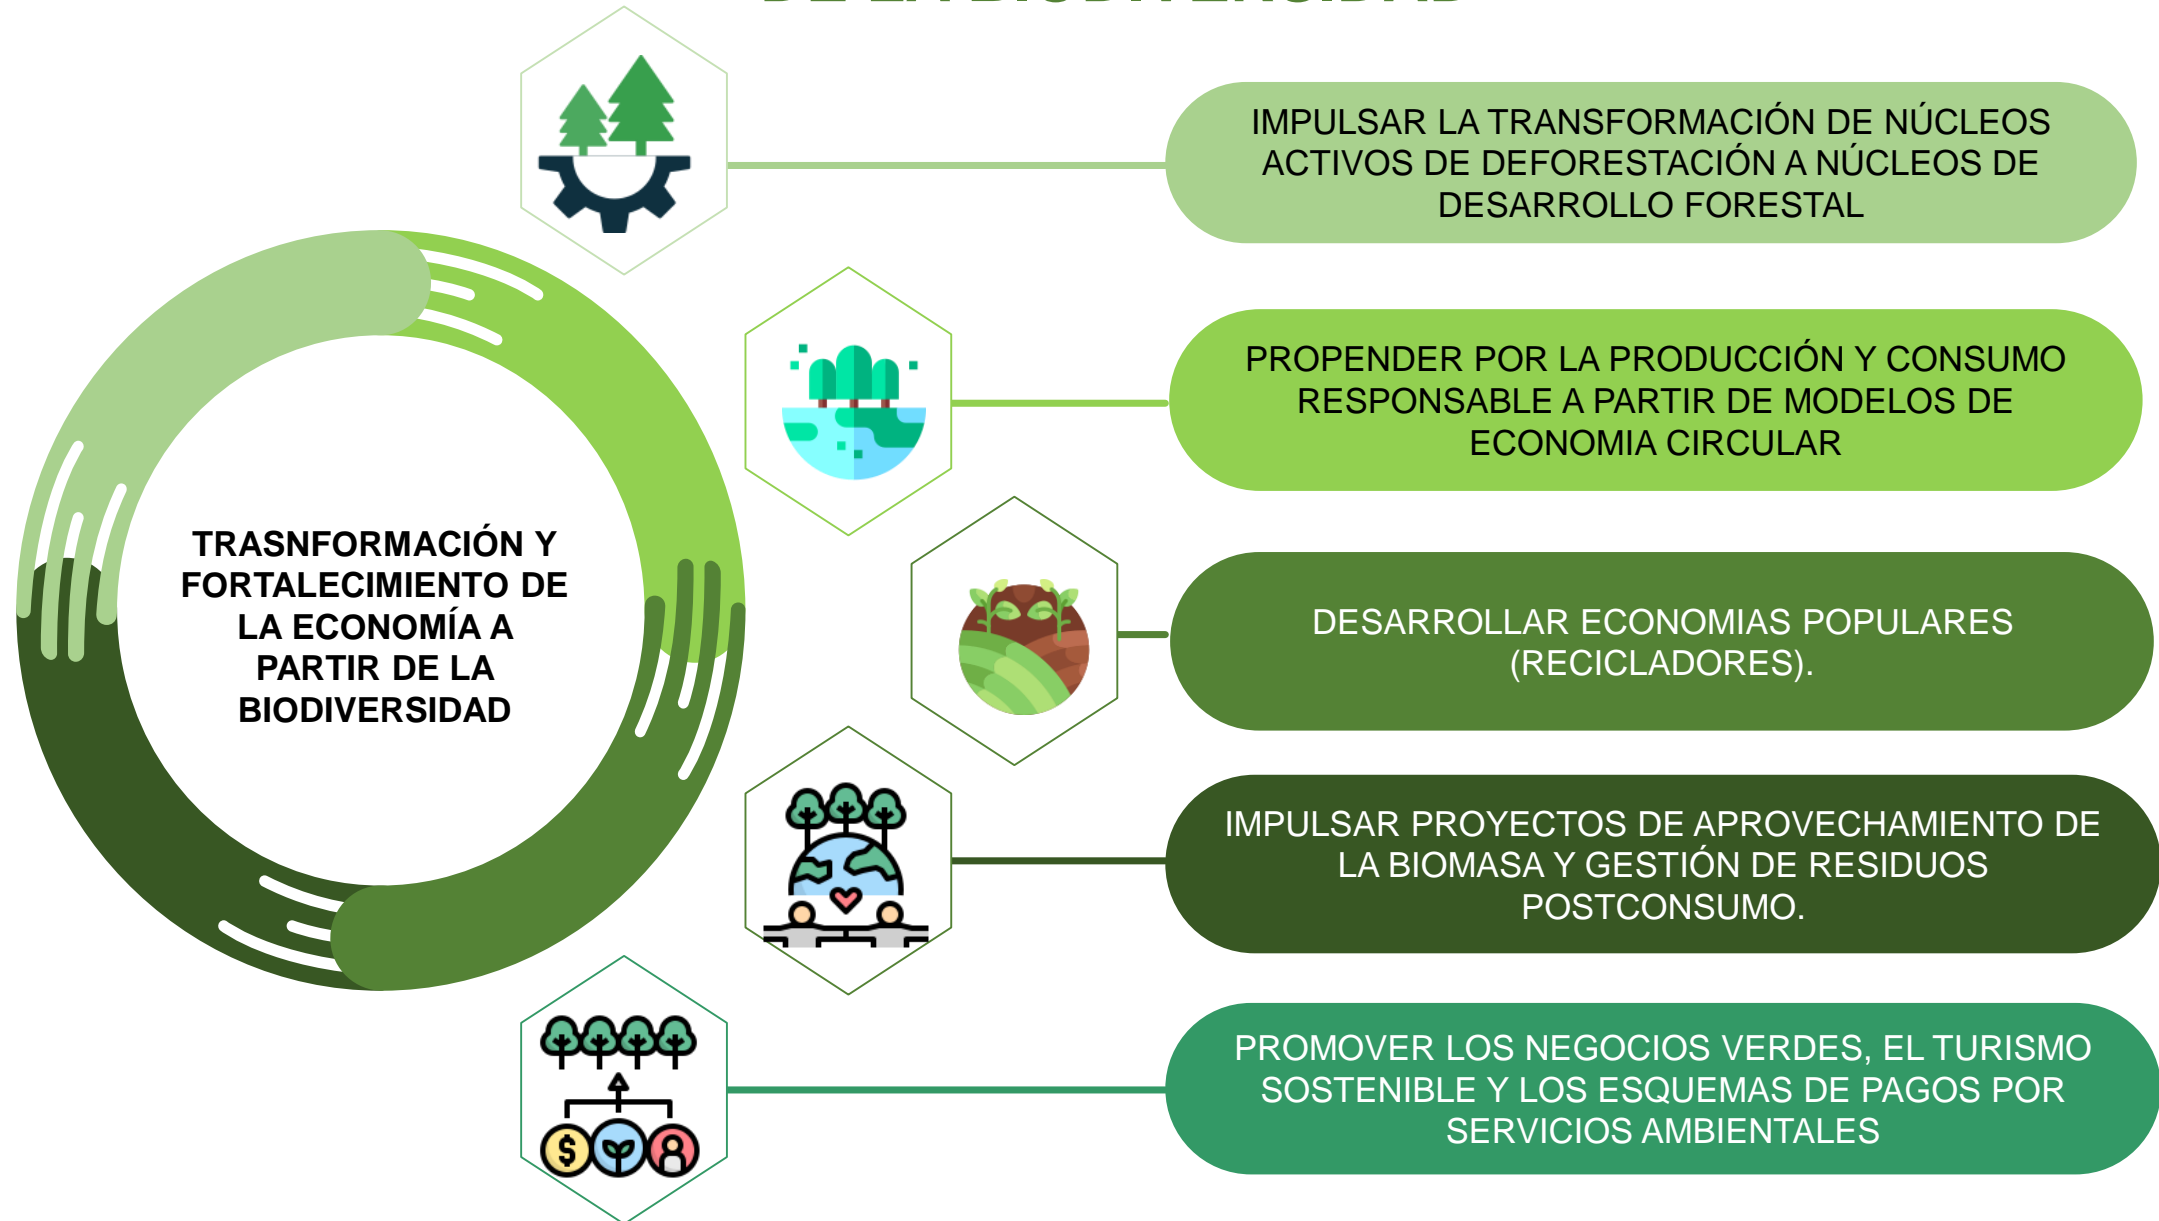 DE LA BIODIVERSIDAD
IMPULSAR LA TRANSFORMACIÓN DE NÚCLEOS
ACTIVOS DE DEFORESTACIÓN A NÚCLEOS DE
DESARROLLO FORESTAL
PROPENDER POR LA PRODUCCIÓN Y CONSUMO
RESPONSABLE A PARTIR DE MODELOS DE
ECONOMIA CIRCULAR
TRASNFORMACIÓN Y
FORTALECIMIENTO DE
LA ECONOMÍA A
PARTIR DE LA
BIODIVERSIDAD
DESARROLLAR ECONOMIAS POPULARES
(RECICLADORES).
IMPULSAR PROYECTOS DE APROVECHAMIENTO DE
LA BIOMASA Y GESTIÓN DE RESIDUOS
POSTCONSUMO.
PROMOVER LOS NEGOCIOS VERDES, EL TURISMO
SOSTENIBLE Y LOS ESQUEMAS DE PAGOS POR
SERVICIOS AMBIENTALES
$